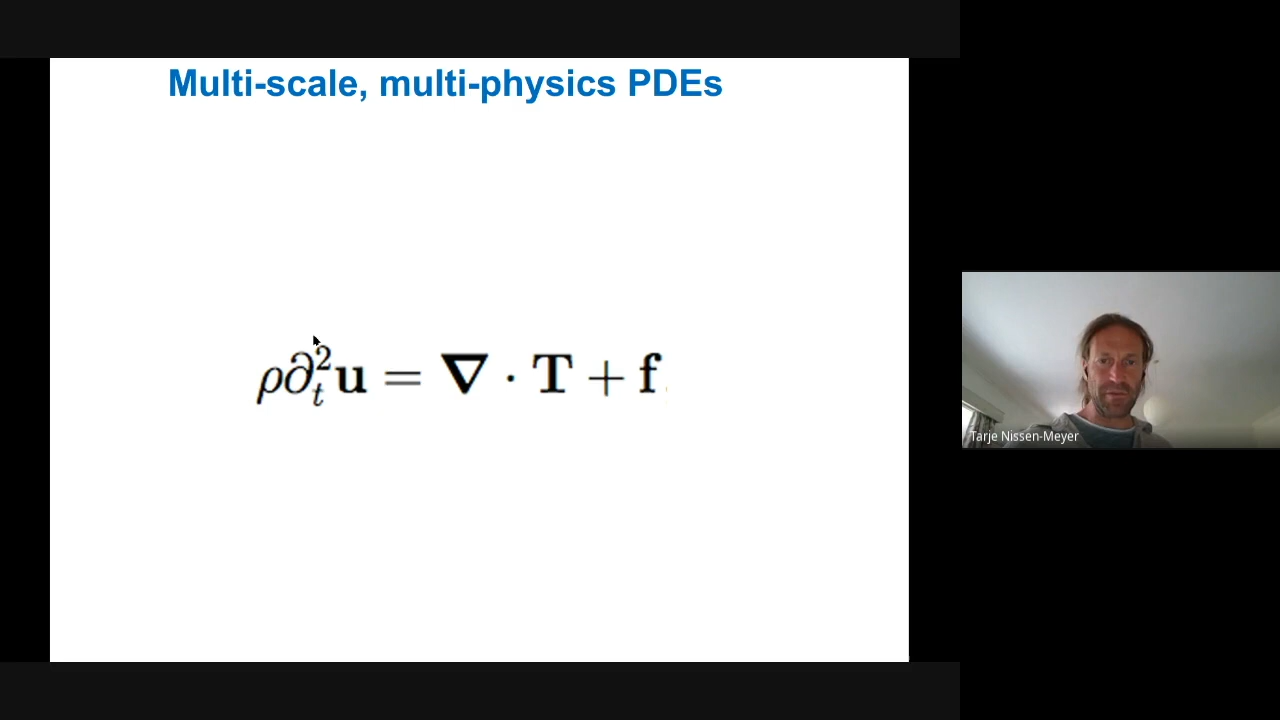 Multi-scale, multi-physics PDEs
ρ∂ₜ²u = ∇ · T + f
Tarje Nissen-Meyer